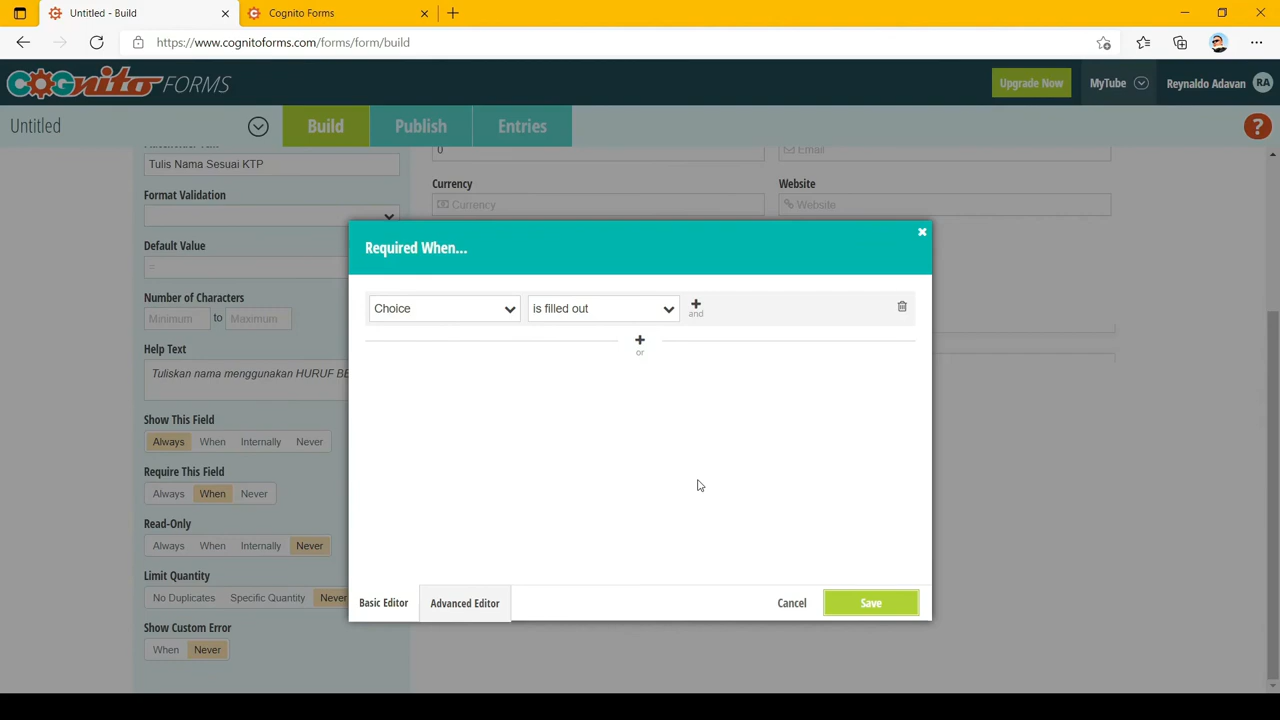 Untitled - Build
Cognito Forms
https://www.cognitoforms.com/forms/form/build
COGnito FORMS
Upgrade Now
MyTube
Reynaldo Adavan
RA
Untitled
Build
Publish
Entries
?
Tulis Nama Sesuai KTP
0
Email
Format Validation
Currency
Website
Currency
Website
Default Value
=
Required When...
Number of Characters
Minimum to Maximum
Choice
is filled out
and
or
Help Text
Tuliskan nama menggunakan HURUF BE
Show This Field
Always When Internally Never
Require This Field
Always When Never
Read-Only
Always When Internally Never
Limit Quantity
No Duplicates Specific Quantity Never
Basic Editor
Advanced Editor
Cancel
Save
Show Custom Error
When Never